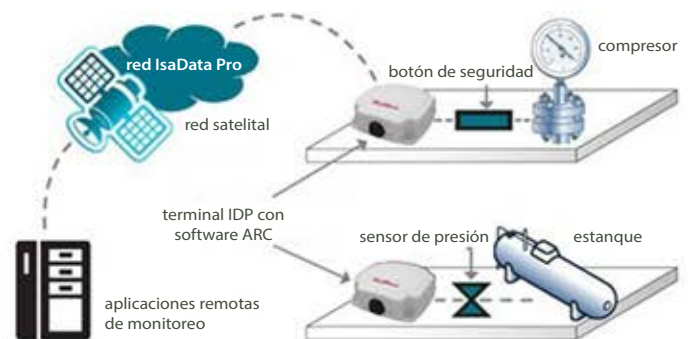 red IsaData Pro
red satelital
compresor
botón de seguridad
terminal IDP con
software ARC
sensor de presión
estanque
aplicaciones remotas
de monitoreo